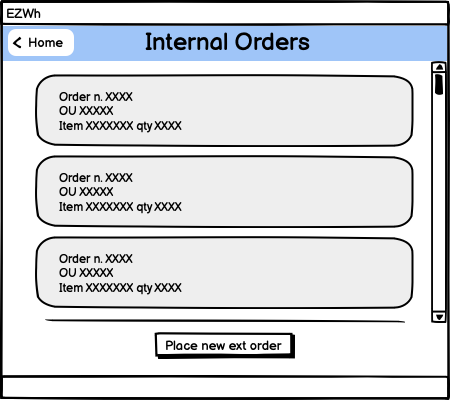 EZWh
< Home
Internal Orders
Order n. XXXX
OU XXXXX
Item XXXXXXX qty XXXX
Order n. XXXX
OU XXXXX
Item XXXXXXX qty XXXX
Order n. XXXX
OU XXXXX
Item XXXXXXX qty XXXX
Place new ext order